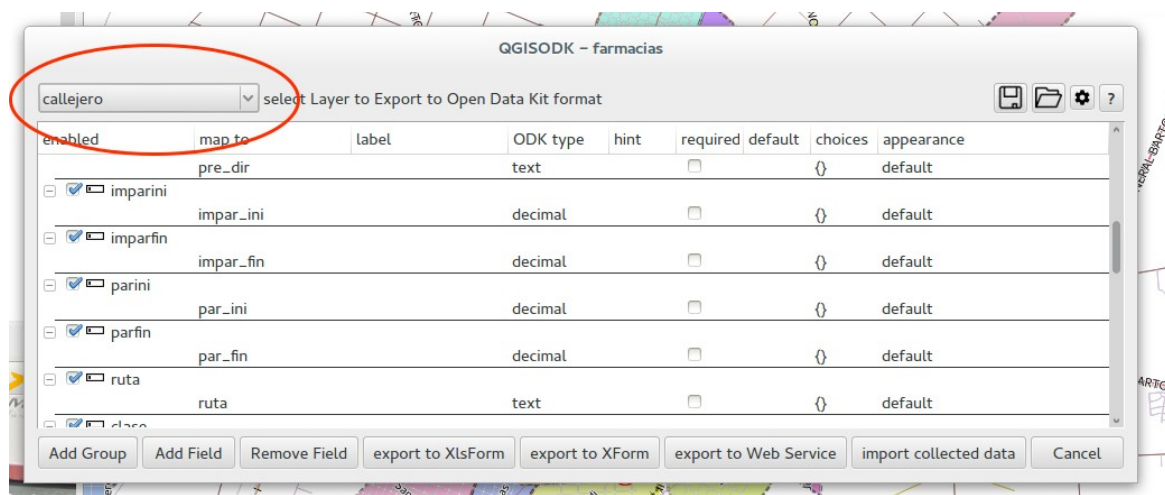 QGISODK – farmacias
callejero select Layer to Export to Open Data Kit format ?
enabled map to label ODK type hint required default choices appearance
pre_dir text {} default
imparini
impar_ini decimal {} default
imparfin
impar_fin decimal {} default
parini
par_ini decimal {} default
parfin
par_fin decimal {} default
ruta
ruta text {} default
clase
Add Group Add Field Remove Field export to XlsForm export to XForm export to Web Service import collected data Cancel